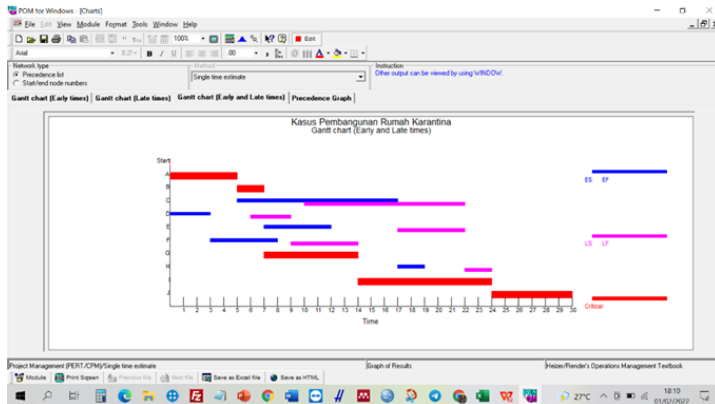 POM for Windows - [Charts]
File Edit View Module Format Tools Window Help
100%
Edit
Arial
8.2
B I U
.00
Network type
Precedence list
Start/end node numbers
Method
Single time estimate
Instruction
Other output can be viewed by using WINDOW.
Gantt chart (Early times)
Gantt chart (Late times)
Gantt chart (Early and Late times)
Precedence Graph
Kasus Pembangunan Rumah Karantina
Gantt chart (Early and Late times)
Start
A
B
C
D
E
F
G
H
I
J
ES EF
LS LF
Critical
1 2 3 4 5 6 7 8 9 10 11 12 13 14 15 16 17 18 19 20 21 22 23 24 25 26 27 28 29 30
Time
Project Management (PERT/CPM)/Single time estimate
Graph of Results
Heizer/Render's Operations Management Textbook
Module
Print Screen
Previous file
Next file
Save as Excel file
Save as HTML
27°C
18:10
01/02/2022